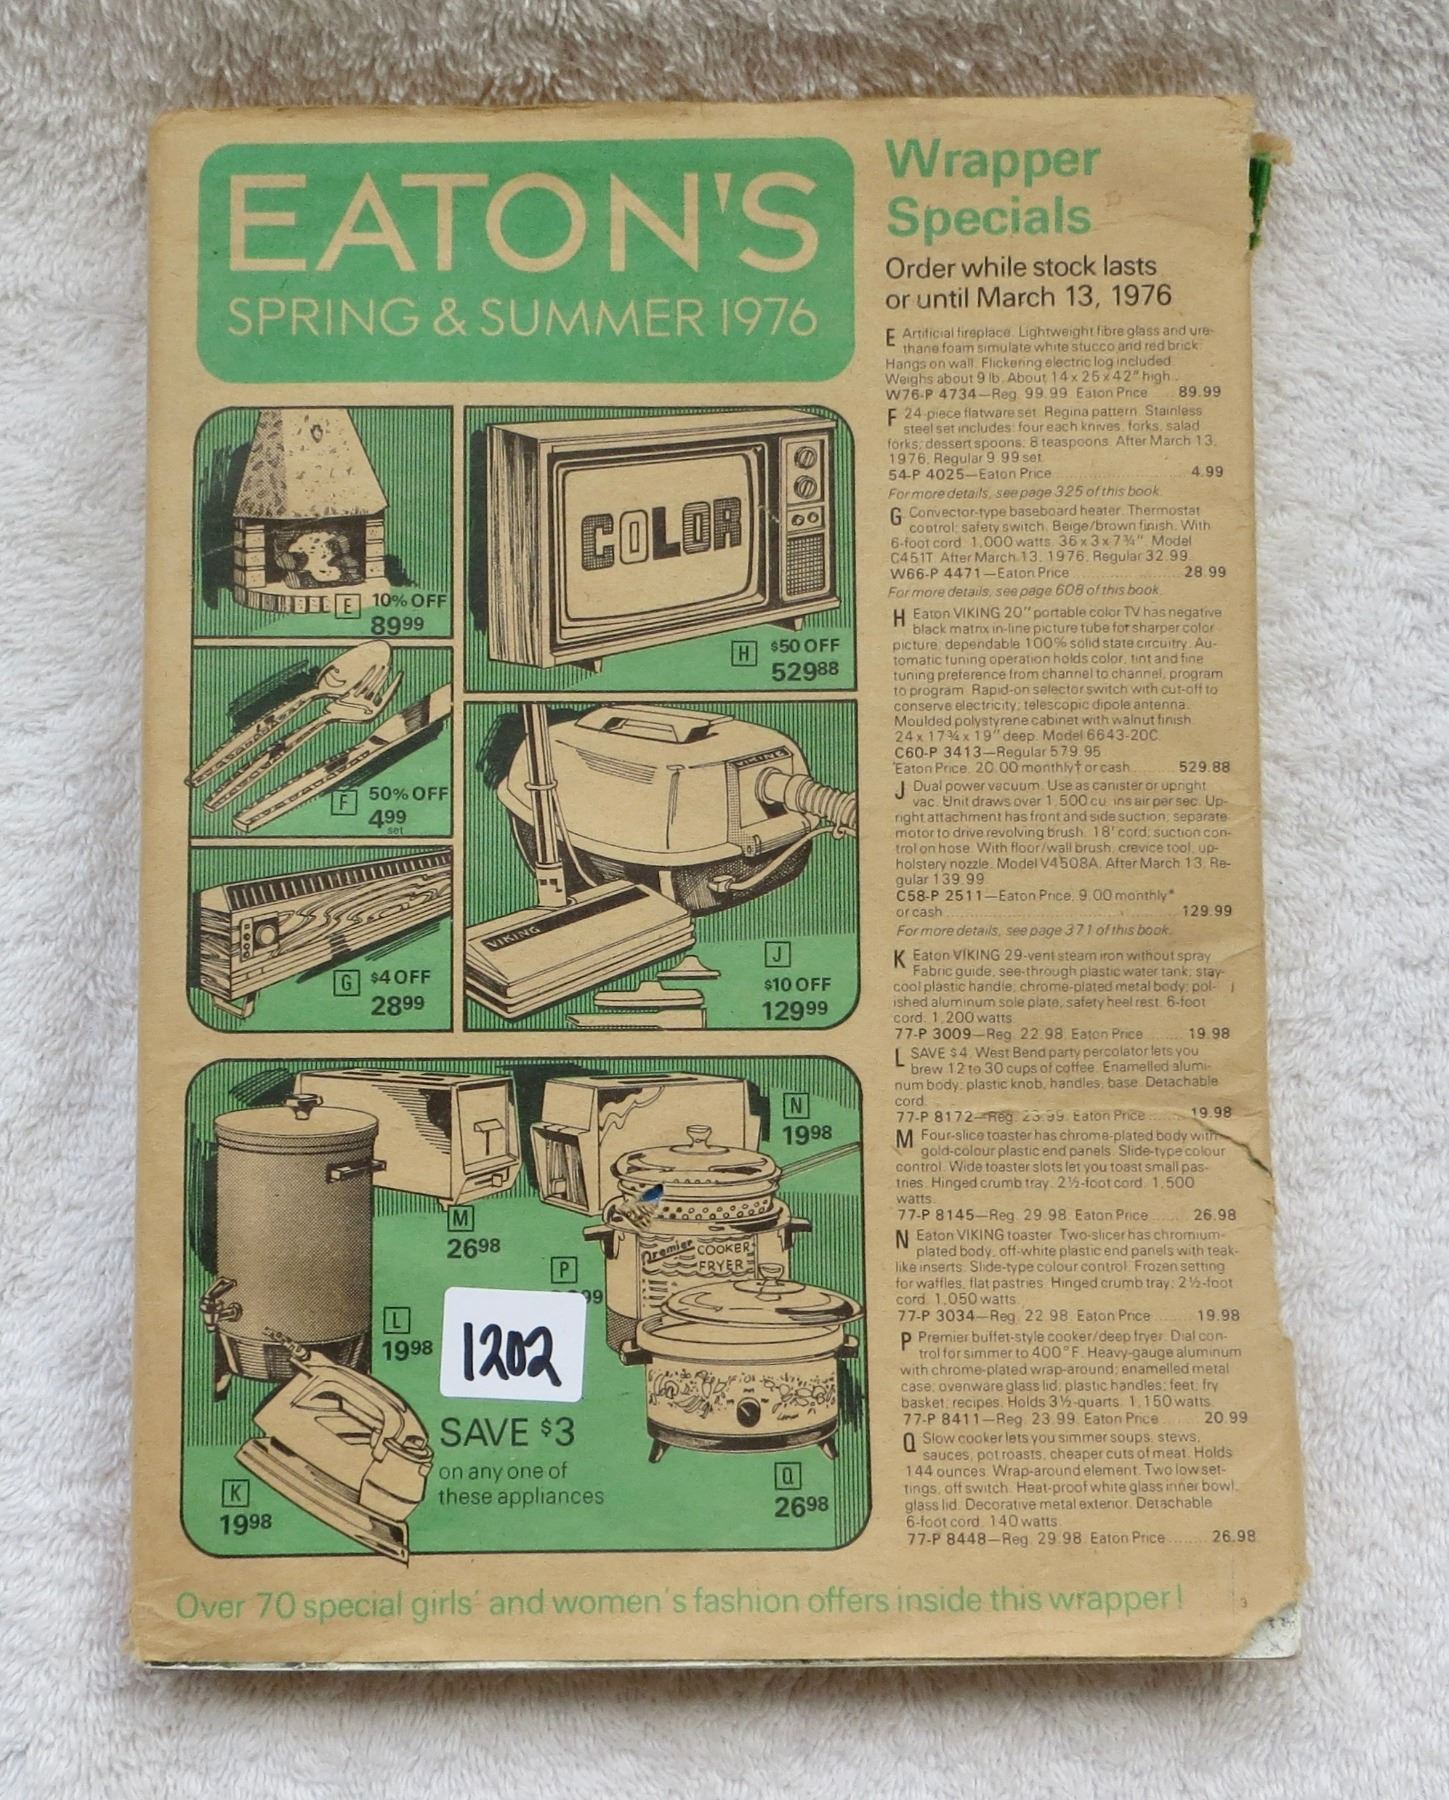 EATON'S
SPRING & SUMMER 1976
E
10% OFF
89 99
COLOR
H
$50 OFF
529 88
F
50% OFF
4 99
set
G
$4 OFF
28 99
VIKING
VIKING
J
$10 OFF
129 99
N
19 98
M
26 98
P
99
Premier COOKER
FRYER
L
19 98
1202
SAVE $3
on any one of
these appliances
K
19 98
Q
26 98
Wrapper
Specials
Order while stock lasts
or until March 13, 1976
E Artificial fireplace. Lightweight fibre glass and ure-
thane foam simulate white stucco and red brick.
Hangs on wall. Flickering electric log included.
Weighs about 9 lb. About 14 x 25 x 42" high.
W76-P 4734—Reg. 99.99. Eaton Price .... 89.99
F 24-piece flatware set. Regina pattern. Stainless
steel set includes: four each knives, forks, salad
forks, dessert spoons; 8 teaspoons. After March 13,
1976, Regular 9.99 set.
54-P 4025—Eaton Price .................... 4.99
For more details, see page 325 of this book.
G Convector-type baseboard heater. Thermostat
control; safety switch. Beige/brown finish. With
6-foot cord. 1,000 watts. 36 x 3 x 7¾". Model
C451T. After March 13, 1976, Regular 32.99.
W66-P 4471—Eaton Price .................. 28.99
For more details, see page 608 of this book.
H Eaton VIKING 20" portable color TV has negative
black matrix in-line picture tube for sharper color
picture; dependable 100% solid state circuitry. Au-
tomatic tuning operation holds color, tint and fine
tuning preference from channel to channel, program
to program. Rapid-on selector switch with cut-off to
conserve electricity; telescopic dipole antenna.
Moulded polystyrene cabinet with walnut finish.
24 x 17¾ x 19" deep. Model 6643-20C.
C60-P 3413—Regular 579.95
Eaton Price, 20.00 monthly† or cash ........ 529.88
J Dual power vacuum. Use as canister or upright
vac. Unit draws over 1,500 cu. ins air per sec. Up-
right attachment has front and side suction; separate
motor to drive revolving brush. 18' cord; suction con-
trol on hose. With floor/wall brush, crevice tool, up-
holstery nozzle. Model V4508A. After March 13, Re-
gular 139.99.
C58-P 2511—Eaton Price, 9.00 monthly*
or cash .................................... 129.99
For more details, see page 371 of this book.
K Eaton VIKING 29-vent steam iron without spray.
Fabric guide, see-through plastic water tank; stay-
cool plastic handle; chrome-plated metal body; pol-
ished aluminum sole plate, safety heel rest. 6-foot
cord. 1,200 watts.
77-P 3009—Reg. 22.98. Eaton Price ....... 19.98
L SAVE $4. West Bend party percolator lets you
brew 12 to 30 cups of coffee. Enamelled alumi-
num body; plastic knob, handles, base. Detachable
cord.
77-P 8172—Reg. 23.99. Eaton Price ....... 19.98
M Four-slice toaster has chrome-plated body with
gold-colour plastic end panels. Slide-type colour
control. Wide toaster slots let you toast small pas-
tries. Hinged crumb tray. 2½-foot cord. 1,500
watts.
77-P 8145—Reg. 29.98. Eaton Price ...... 26.98
N Eaton VIKING toaster. Two-slicer has chromium-
plated body, off-white plastic end panels with teak-
like inserts. Slide-type colour control. Frozen setting
for waffles, flat pastries. Hinged crumb tray; 2½-foot
cord. 1,050 watts.
77-P 3034—Reg. 22.98. Eaton Price ....... 19.98
P Premier buffet-style cooker/deep fryer. Dial con-
trol for simmer to 400°F. Heavy-gauge aluminum
with chrome-plated wrap-around; enamelled metal
case; ovenware glass lid; plastic handles; feet, fry
basket, recipes. Holds 3½-quarts. 1,150 watts.
77-P 8411—Reg. 23.99. Eaton Price ...... 20.99
Q Slow cooker lets you simmer soups, stews,
sauces, pot roasts, cheaper cuts of meat. Holds
144 ounces. Wrap-around element. Two low set-
tings, off switch. Heat-proof white glass inner bowl,
glass lid. Decorative metal exterior. Detachable
6-foot cord. 140 watts.
77-P 8448—Reg. 29.98. Eaton Price ........ 26.98
Over 70 special girls' and women's fashion offers inside this wrapper!
3